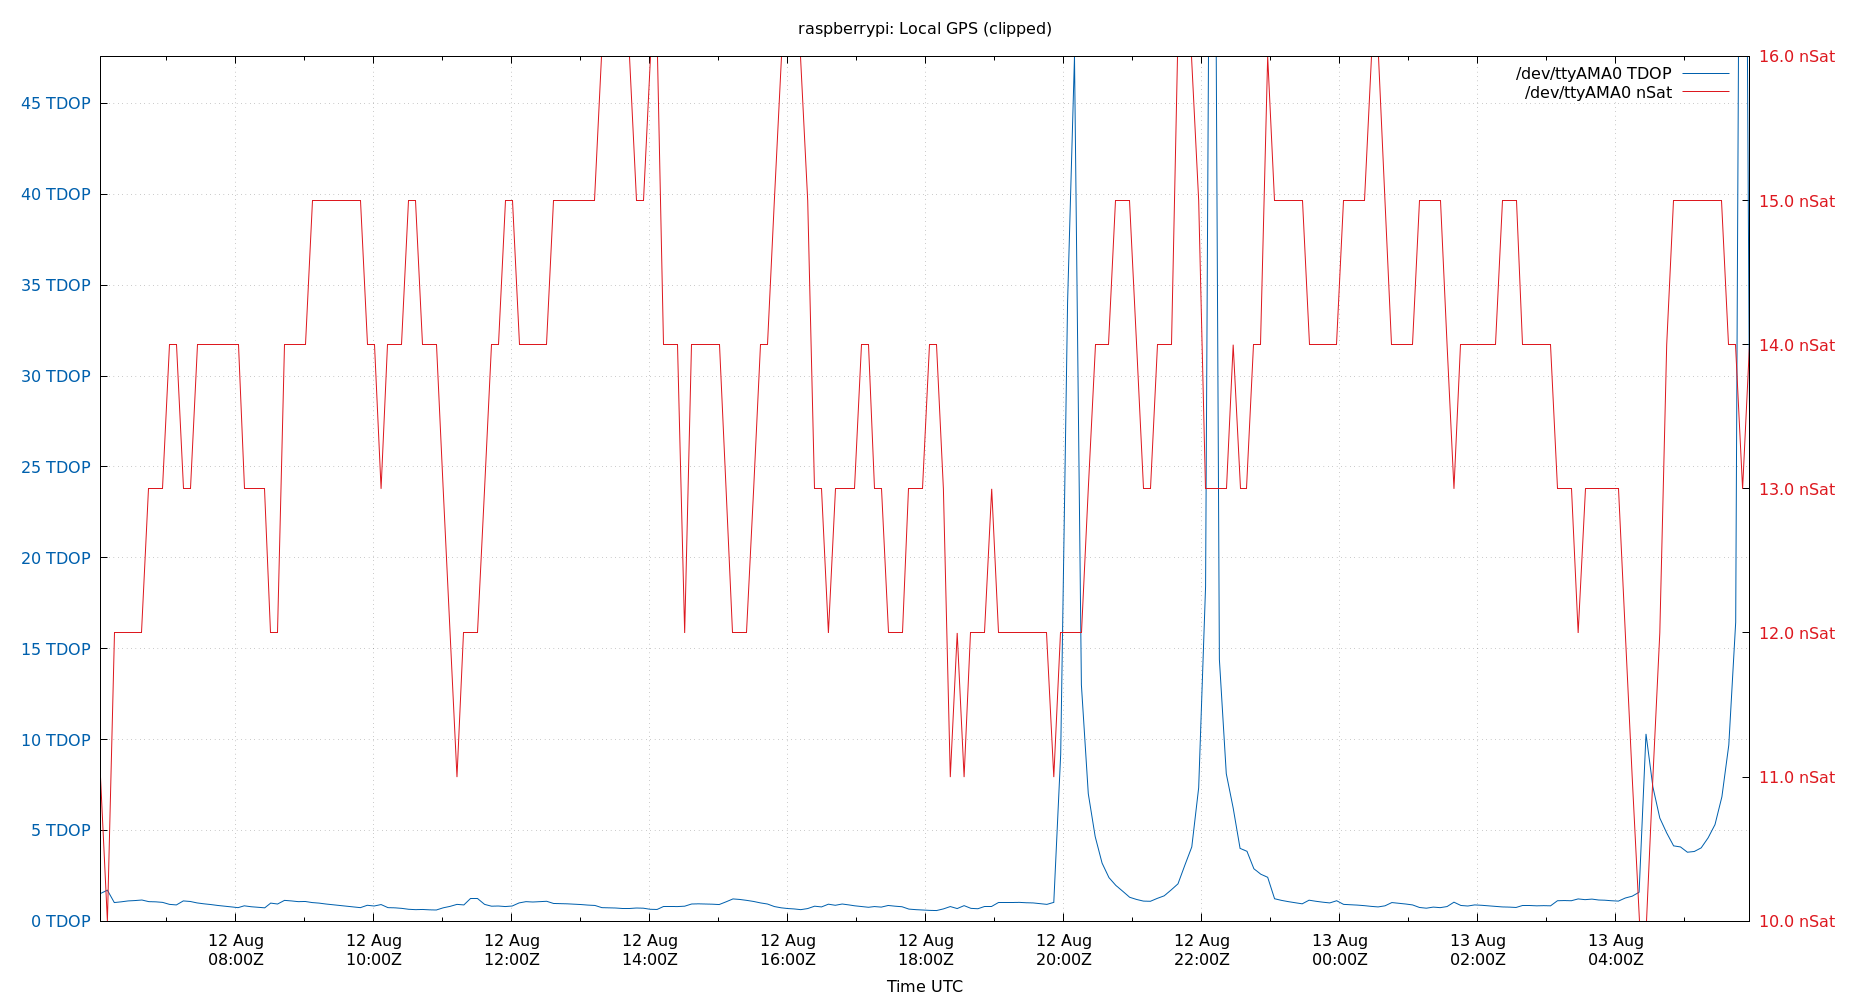 raspberrypi: Local GPS (clipped)
/dev/ttyAMA0 TDOP
/dev/ttyAMA0 nSat
45 TDOP
40 TDOP
35 TDOP
30 TDOP
25 TDOP
20 TDOP
15 TDOP
10 TDOP
5 TDOP
0 TDOP
16.0 nSat
15.0 nSat
14.0 nSat
13.0 nSat
12.0 nSat
11.0 nSat
10.0 nSat
12 Aug
08:00Z
12 Aug
10:00Z
12 Aug
12:00Z
12 Aug
14:00Z
12 Aug
16:00Z
12 Aug
18:00Z
12 Aug
20:00Z
12 Aug
22:00Z
13 Aug
00:00Z
13 Aug
02:00Z
13 Aug
04:00Z
Time UTC